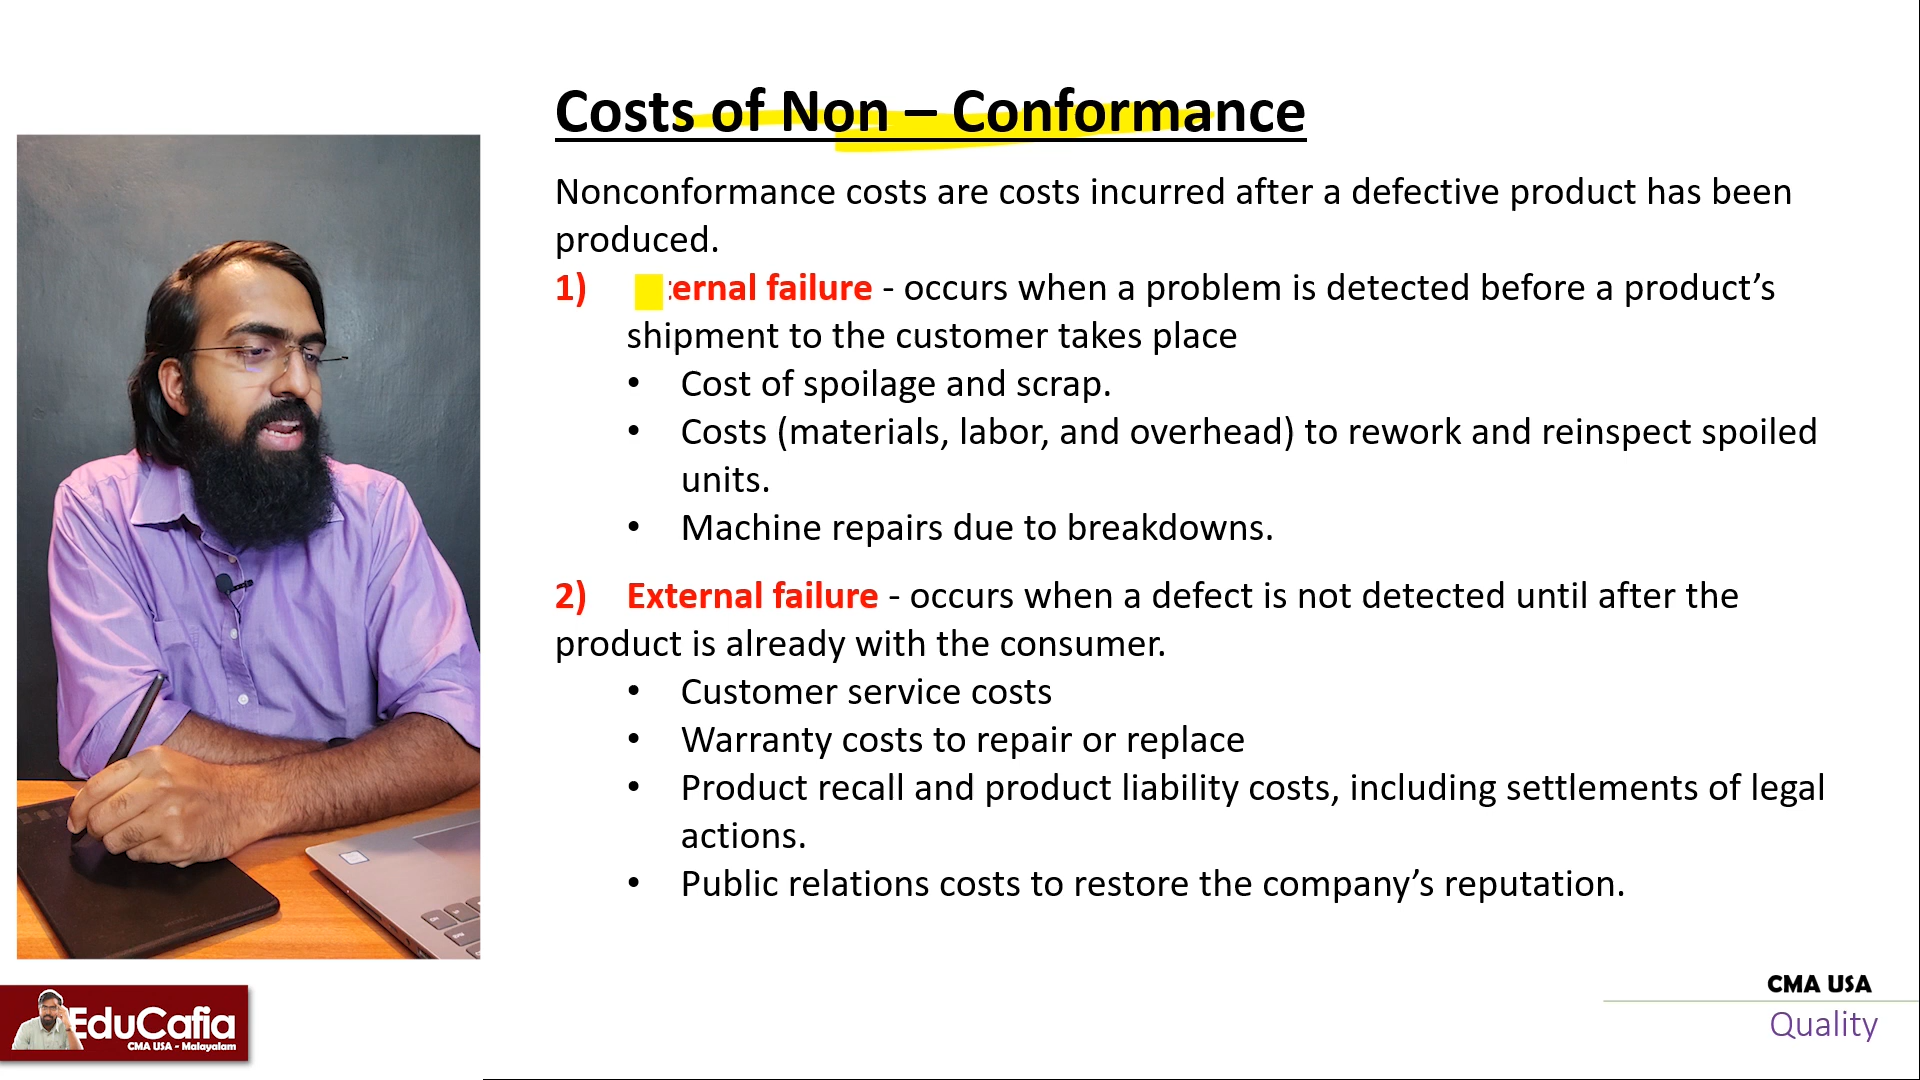 Costs of Non – Conformance
Nonconformance costs are costs incurred after a defective product has been
produced.
1) ernal failure - occurs when a problem is detected before a product’s
shipment to the customer takes place
• Cost of spoilage and scrap.
• Costs (materials, labor, and overhead) to rework and reinspect spoiled
units.
• Machine repairs due to breakdowns.
2) External failure - occurs when a defect is not detected until after the
product is already with the consumer.
• Customer service costs
• Warranty costs to repair or replace
• Product recall and product liability costs, including settlements of legal
actions.
• Public relations costs to restore the company’s reputation.
EduCafia
CMA USA - Malayalam
CMA USA
Quality